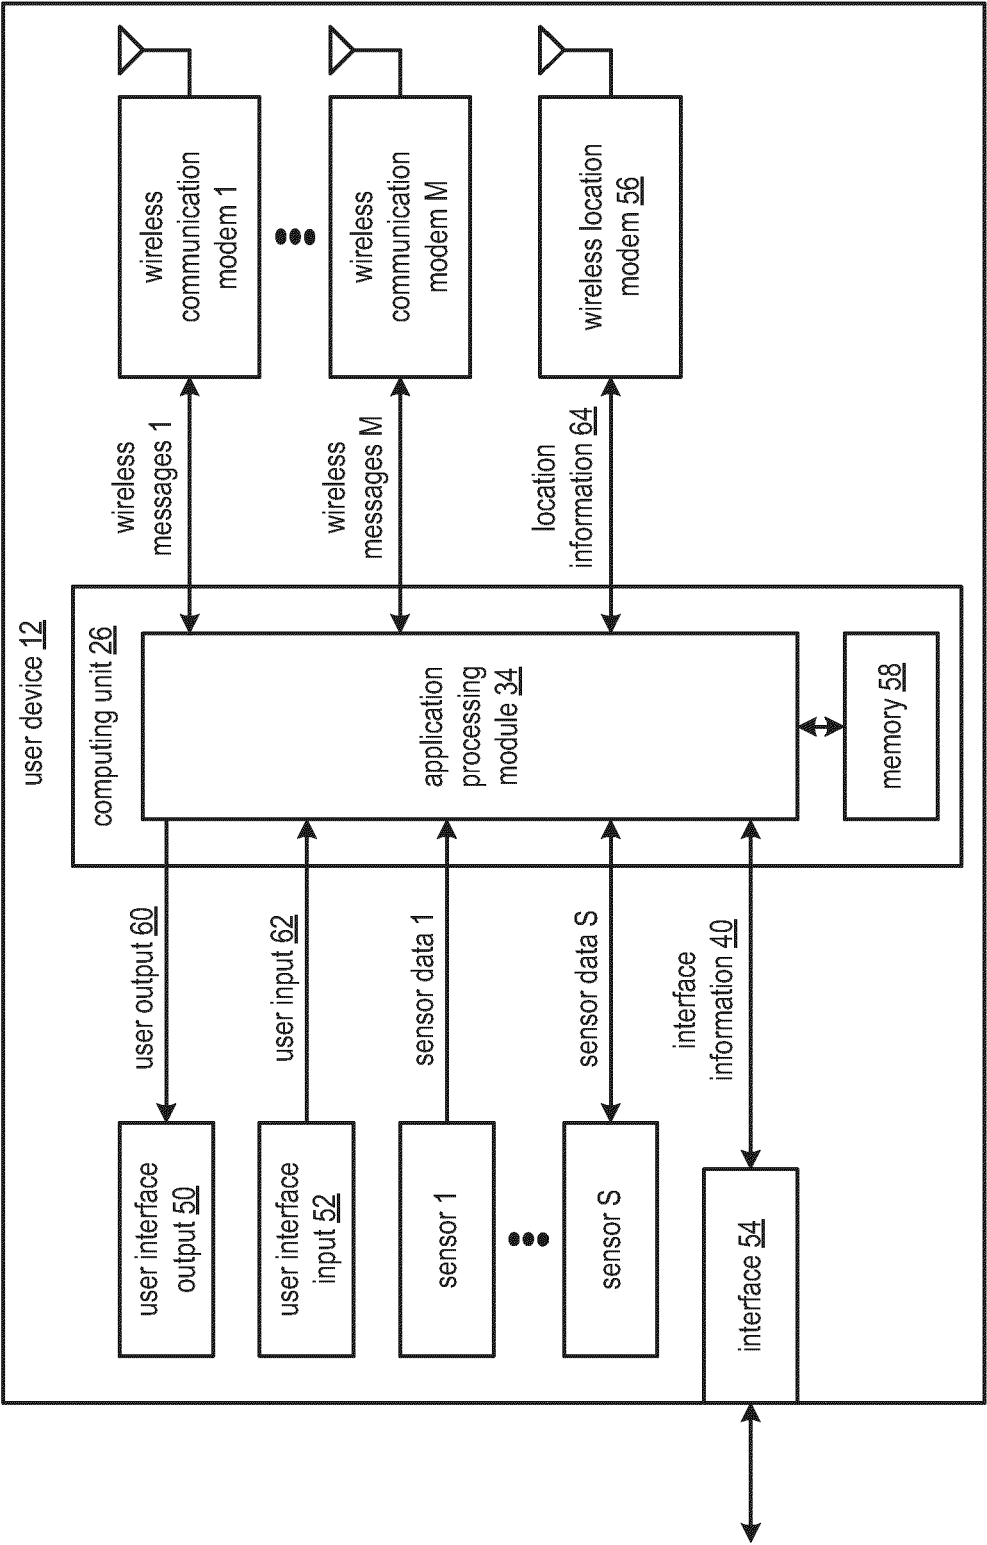 user device 12
computing unit 26
user interface
output 50
user output 60
user interface
input 52
user input 62
sensor 1
sensor data 1
sensor S
sensor data S
interface 54
interface
information 40
application
processing
module 34
memory 58
wireless
messages 1
wireless
communication
modem 1
wireless
messages M
wireless
communication
modem M
location
information 64
wireless location
modem 56